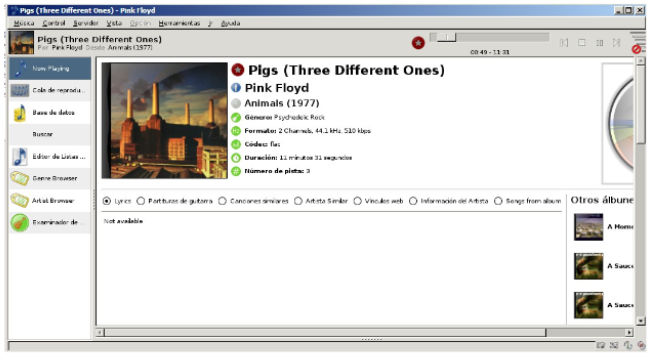 Pigs (Three Different Ones) - Pink Floyd
Música Control Servidor Vista Opción Herramientas ? Ayuda
Pigs (Three Different Ones)
Por Pink Floyd Desde Animals (1977)
00:49 - 11:31
Now Playing
Cola de reprodu...
Base de datos
Buscar
Editor de Listas ...
Genre Browser
Artist Browser
Examinador de ...
Pigs (Three Different Ones)
Pink Floyd
Animals (1977)
Género: Psychedelic Rock
Formato: 2 Channels, 44.1 kHz, 510 kbps
Códec: flac
Duración: 11 minutos 31 segundos
Número de pista: 3
Lyrics Partituras de guitarra Canciones similares Artista Similar Vínculos web Información del Artista Songs from album
Not available
Otros álbune
A Mome
A Sauce
A Sauce